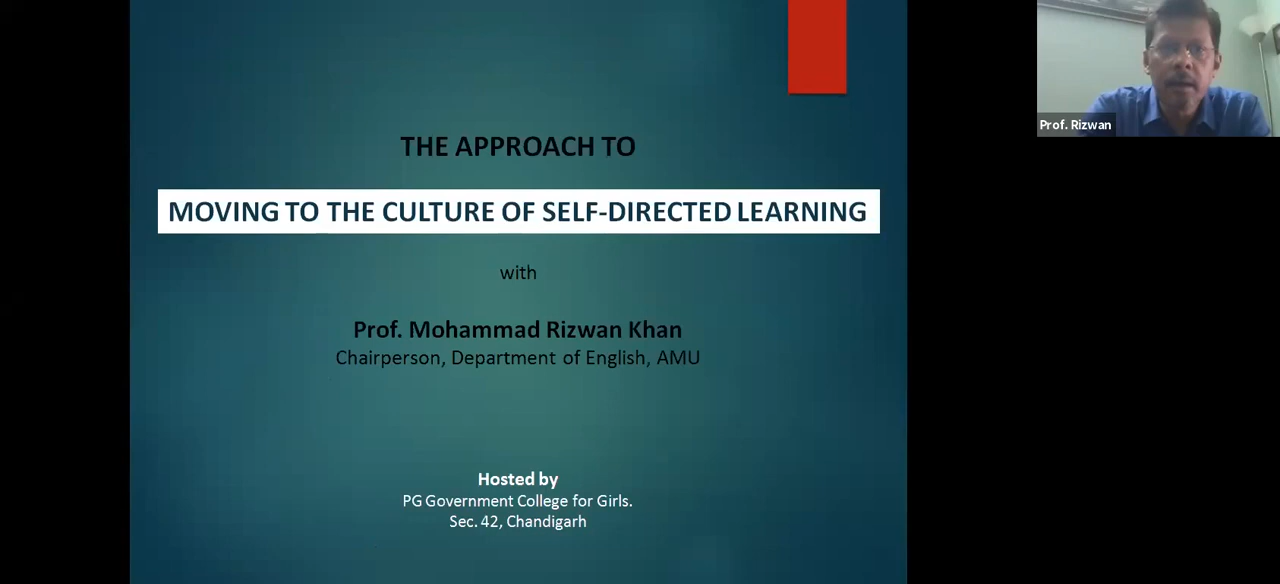 THE APPROACH TO
MOVING TO THE CULTURE OF SELF-DIRECTED LEARNING
with
Prof. Mohammad Rizwan Khan
Chairperson, Department of English, AMU
Hosted by
PG Government College for Girls.
Sec. 42, Chandigarh
Prof. Rizwan